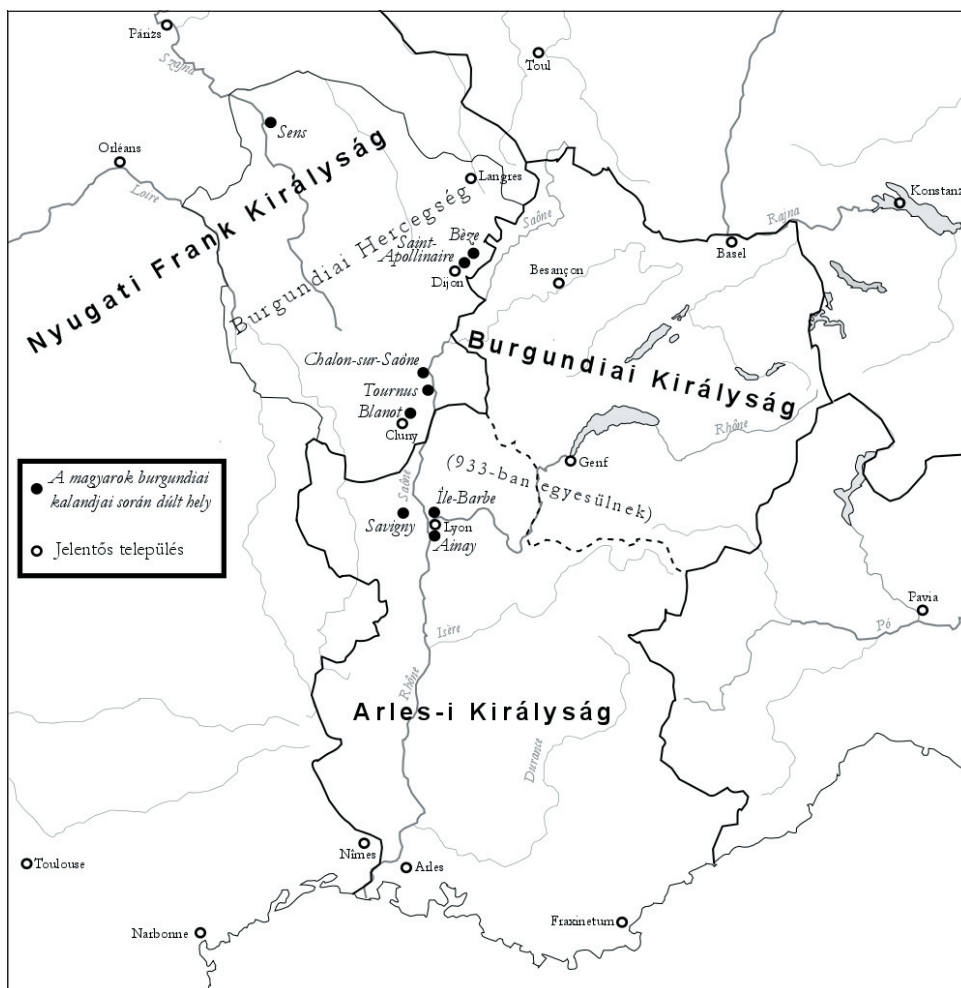 Párizs
Szajna
Toul
Sens
Orléans
Loire
Langres
Konstanz
Nyugati Frank Királyság
Burgundiai Hercegség
Saône
Rajna
Basel
Bèze
Saint-
Apollinaire
Dijon
Besançon
Burgundiai Királyság
Chalon-sur-Saône
Tournus
Blanot
Cluny
Rhône
Genf
(933-ban egyesülnek)
A magyarok burgundiai
kalandjai során dúlt hely
Jelentős település
Saône
Île-Barbe
Savigny
Lyon
Ainay
Pavia
Pó
Isère
Rhône
Arles-i Királyság
Durance
Nîmes
Arles
Toulouse
Fraxinetum
Narbonne